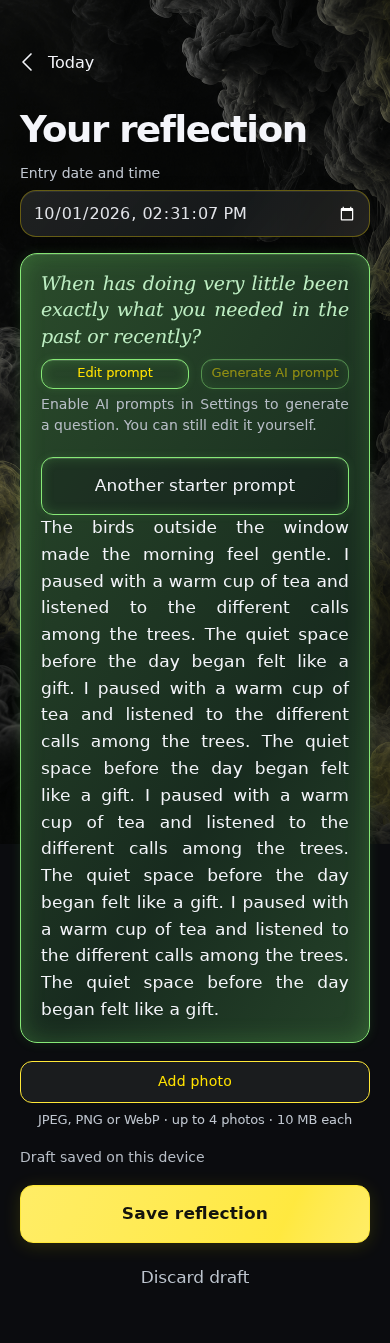 Today
Your reflection
Entry date and time
10/01/2026, 02:31:07 PM
When has doing very little been
exactly what you needed in the
past or recently?
Edit prompt
Generate AI prompt
Enable AI prompts in Settings to generate
a question. You can still edit it yourself.
Another starter prompt
The birds outside the window
made the morning feel gentle. I
paused with a warm cup of tea and
listened to the different calls
among the trees. The quiet space
before the day began felt like a
gift. I paused with a warm cup of
tea and listened to the different
calls among the trees. The quiet
space before the day began felt
like a gift. I paused with a warm
cup of tea and listened to the
different calls among the trees.
The quiet space before the day
began felt like a gift. I paused with
a warm cup of tea and listened to
the different calls among the trees.
The quiet space before the day
began felt like a gift.
Add photo
JPEG, PNG or WebP · up to 4 photos · 10 MB each
Draft saved on this device
Save reflection
Discard draft